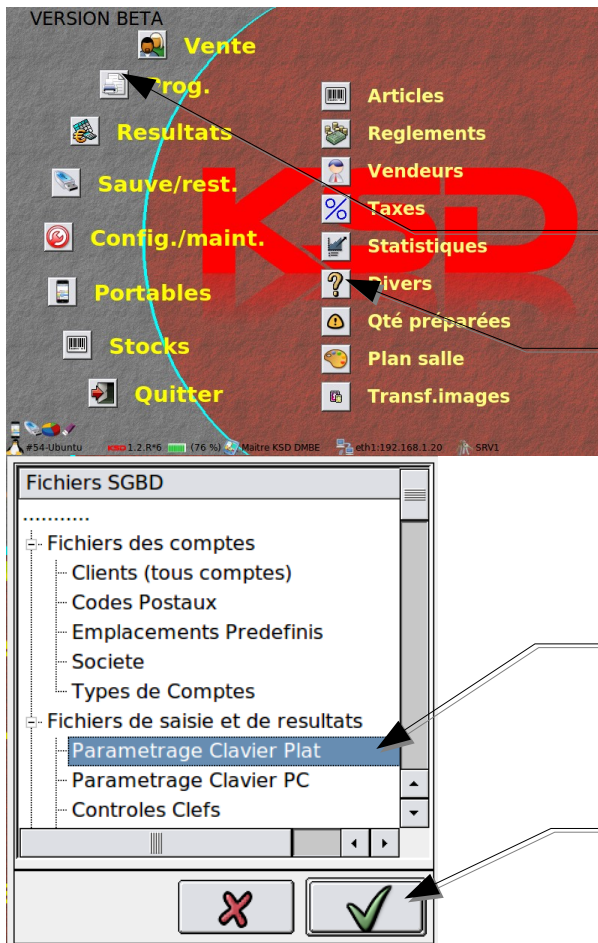 VERSION BETA
Vente
Prog.
Resultats
Sauve/rest.
Config./maint.
Portables
Stocks
Quitter
Articles
Reglements
Vendeurs
Taxes
Statistiques
Divers
Qté préparées
Plan salle
Transf.images
KSD
#54-Ubuntu KSD 1.2.R*6 (76 %) Maitre KSD DMBE eth1:192.168.1.20 SRV1
Fichiers SGBD
...........
Fichiers des comptes
Clients (tous comptes)
Codes Postaux
Emplacements Predefinis
Societe
Types de Comptes
Fichiers de saisie et de resultats
Parametrage Clavier Plat
Parametrage Clavier PC
Controles Clefs